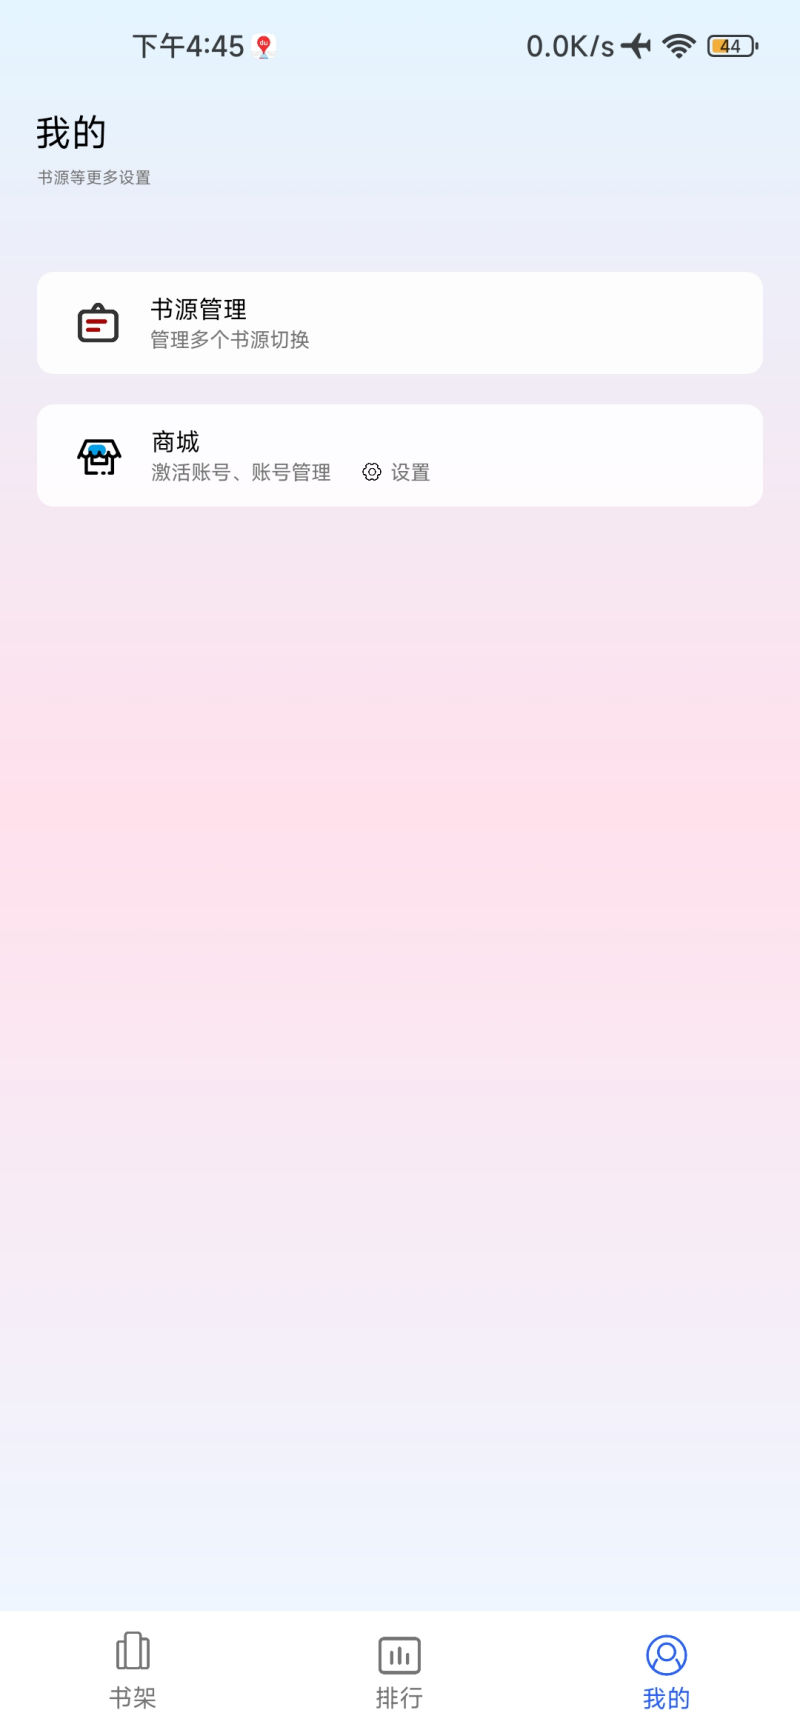 下午4:45 du 0.0K/s 44
我的
书源等更多设置
书源管理
管理多个书源切换
商城
激活账号、账号管理 设置
书架 排行 我的